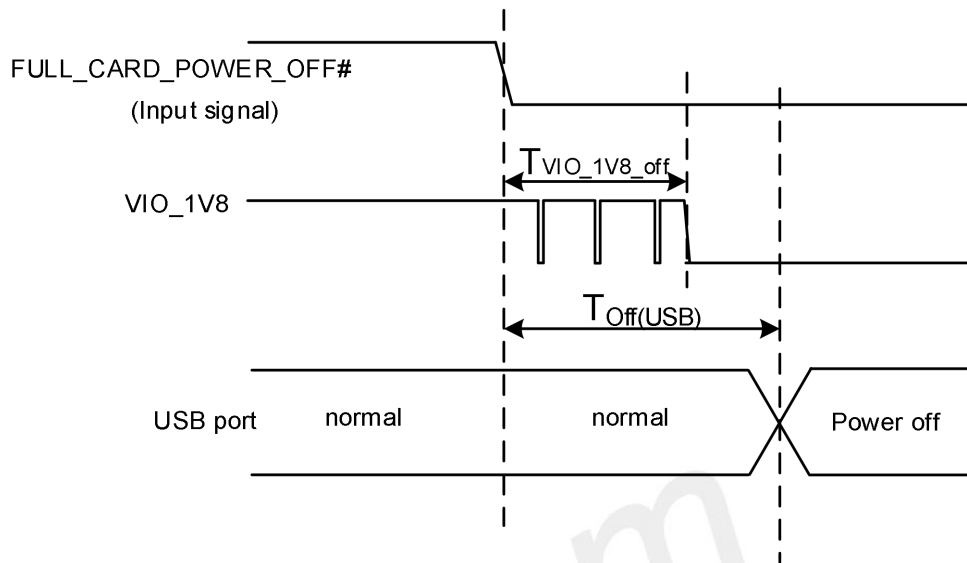 FULL_CARD_POWER_OFF#
(Input signal)
TVIO_1V8_off
VIO_1V8
TOff(USB)
USB port
normal
normal
Power off
m